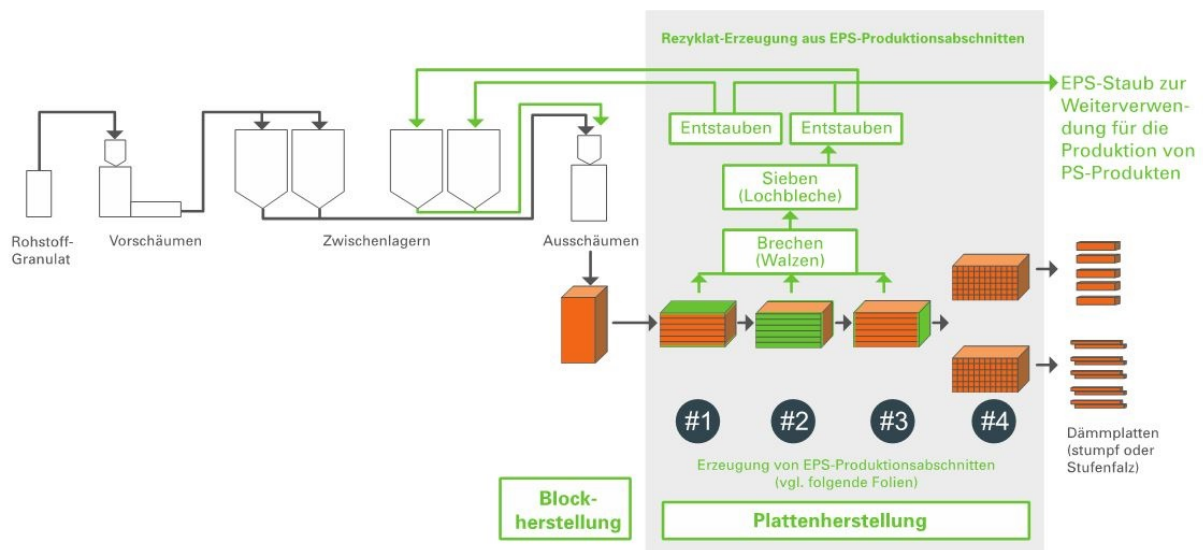 Rezyklat-Erzeugung aus EPS-Produktionsabschnitten
EPS-Staub zur
Weiterverwen-
dung für die
Produktion von
PS-Produkten
Entstauben
Entstauben
Sieben
(Lochbleche)
Brechen
(Walzen)
Rohstoff-
Granulat
Vorschäumen
Zwischenlagern
Ausschäumen
#1
#2
#3
#4
Dämmplatten
(stumpf oder
Stufenfalz)
Erzeugung von EPS-Produktionsabschnitten
(vgl. folgende Folien)
Block-
herstellung
Plattenherstellung